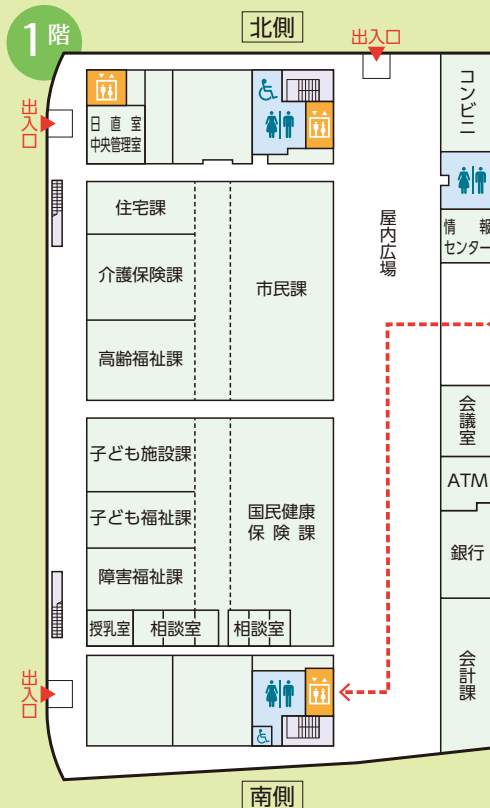 1階
北側
出入口
出入口
日直室
中央管理室
コンビニ
情報
センター
住宅課
介護保険課
高齢福祉課
市民課
屋内広場
子ども施設課
子ども福祉課
障害福祉課
国民健康
保険課
授乳室
相談室
相談室
会議室
ATM
銀行
会計課
出入口
南側